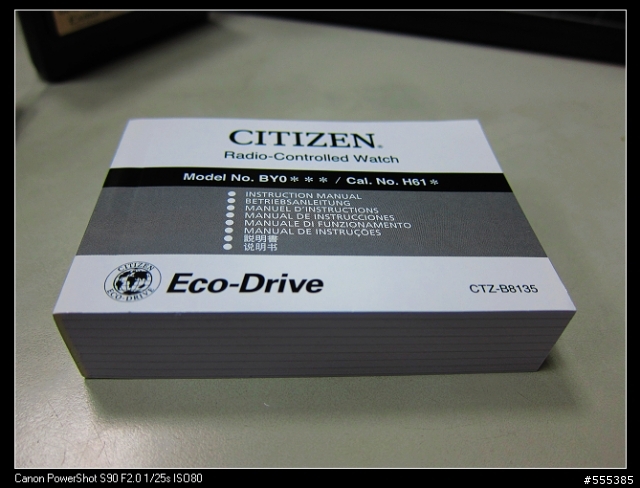 CITIZEN®
Radio-Controlled Watch
Model No. BY0＊＊＊ / Cal. No. H61＊
● INSTRUCTION MANUAL
● BETRIEBSANLEITUNG
● MANUEL D'INSTRUCTIONS
● MANUAL DE INSTRUCCIONES
● MANUALE DI FUNZIONAMENTO
● MANUAL DE INSTRUÇÕES
● 説明書
● 说明书
CITIZEN
ECO-DRIVE
Eco-Drive
CTZ-B8135
Canon PowerShot S90 F2.0 1/25s ISO80
#555385